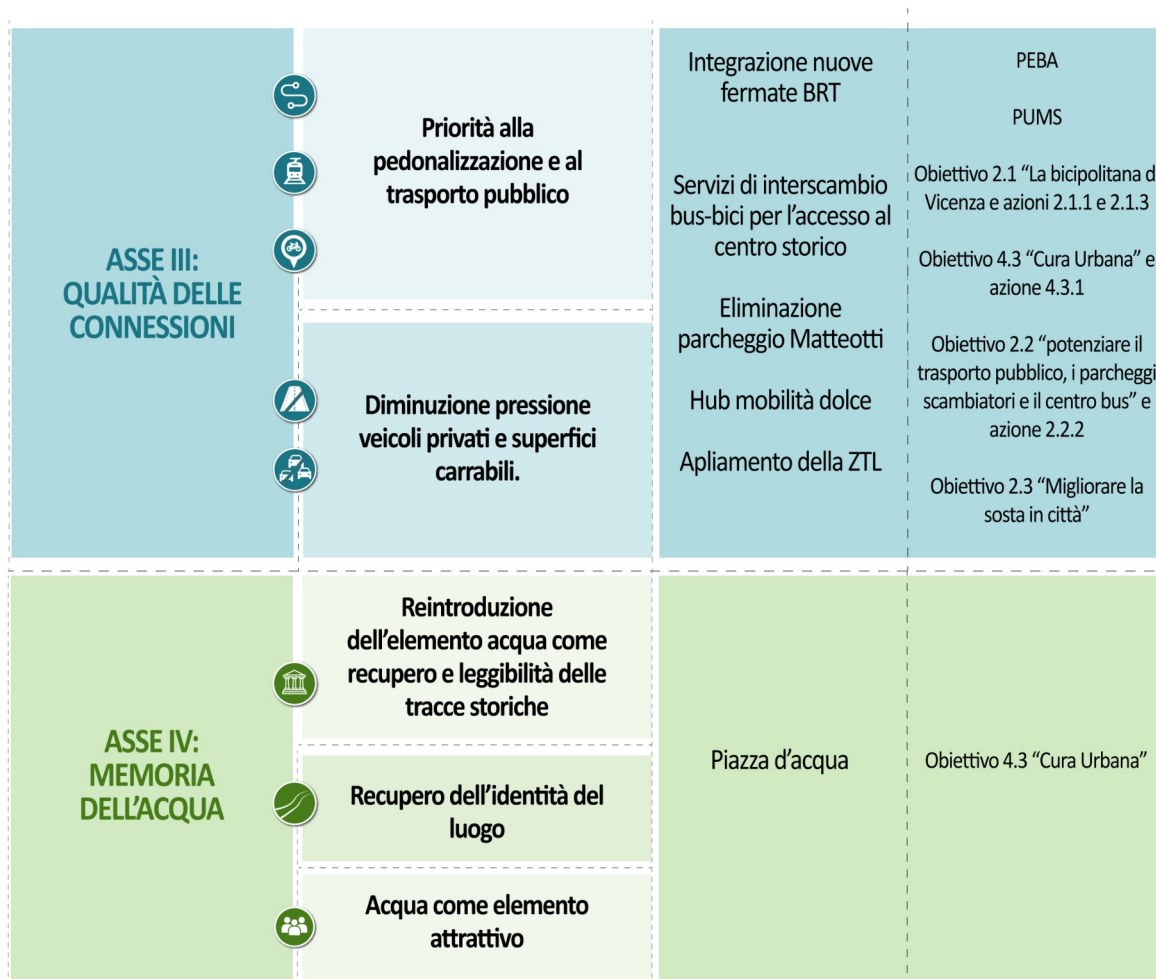 ASSE III:
QUALITÀ DELLE
CONNESSIONI
Priorità alla
pedonalizzazione e al
trasporto pubblico
Diminuzione pressione
veicoli privati e superfici
carrabili.
Integrazione nuove
fermate BRT
Servizi di interscambio
bus-bici per l'accesso al
centro storico
Eliminazione
parcheggio Matteotti
Hub mobilità dolce
Apliamento della ZTL
PEBA
PUMS
Obiettivo 2.1 “La bicipolitana d
Vicenza e azioni 2.1.1 e 2.1.3
Obiettivo 4.3 “Cura Urbana” e
azione 4.3.1
Obiettivo 2.2 “potenziare il
trasporto pubblico, i parcheggi
scambiatori e il centro bus” e
azione 2.2.2
Obiettivo 2.3 “Migliorare la
sosta in città”
ASSE IV:
MEMORIA
DELL'ACQUA
Reintroduzione
dell'elemento acqua come
recupero e leggibilità delle
tracce storiche
Recupero dell'identità del
luogo
Acqua come elemento
attrattivo
Piazza d'acqua
Obiettivo 4.3 “Cura Urbana”